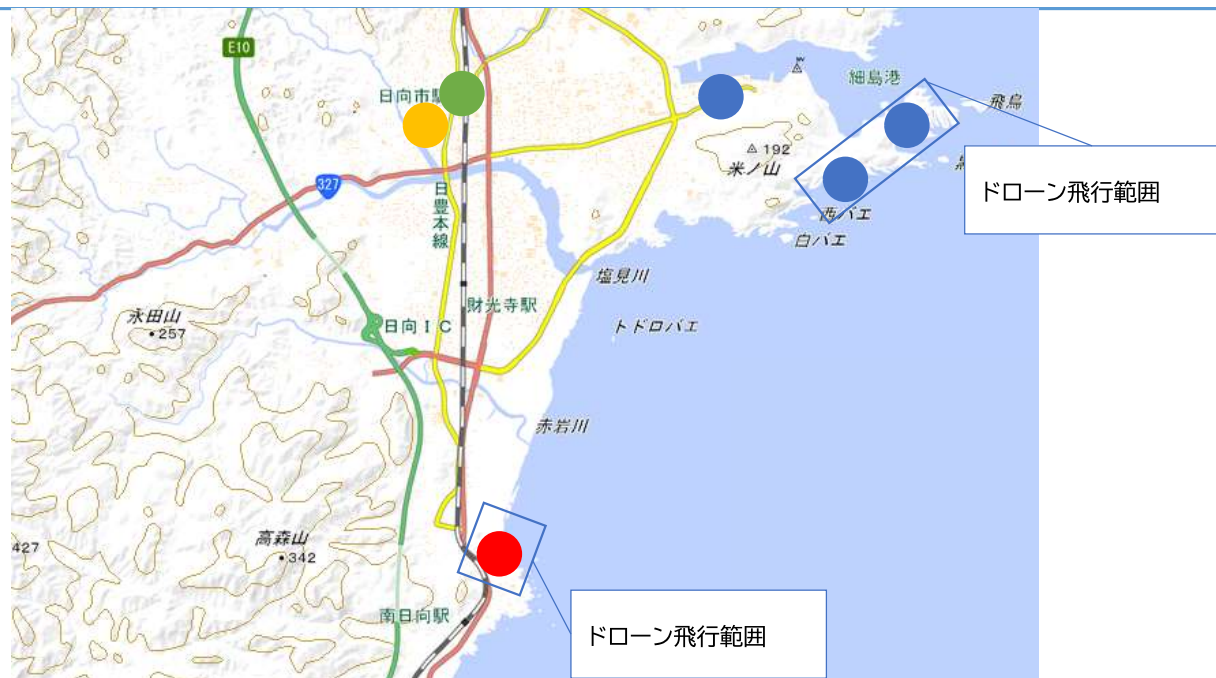 E10
細島港
日向市駅
飛鳥
192
米ノ山
ドローン飛行範囲
327
日豊本線
西バエ
白バエ
塩見川
財光寺駅
永田山
257
日向IC
トドロバエ
赤岩川
427
高森山
342
南日向駅
ドローン飛行範囲